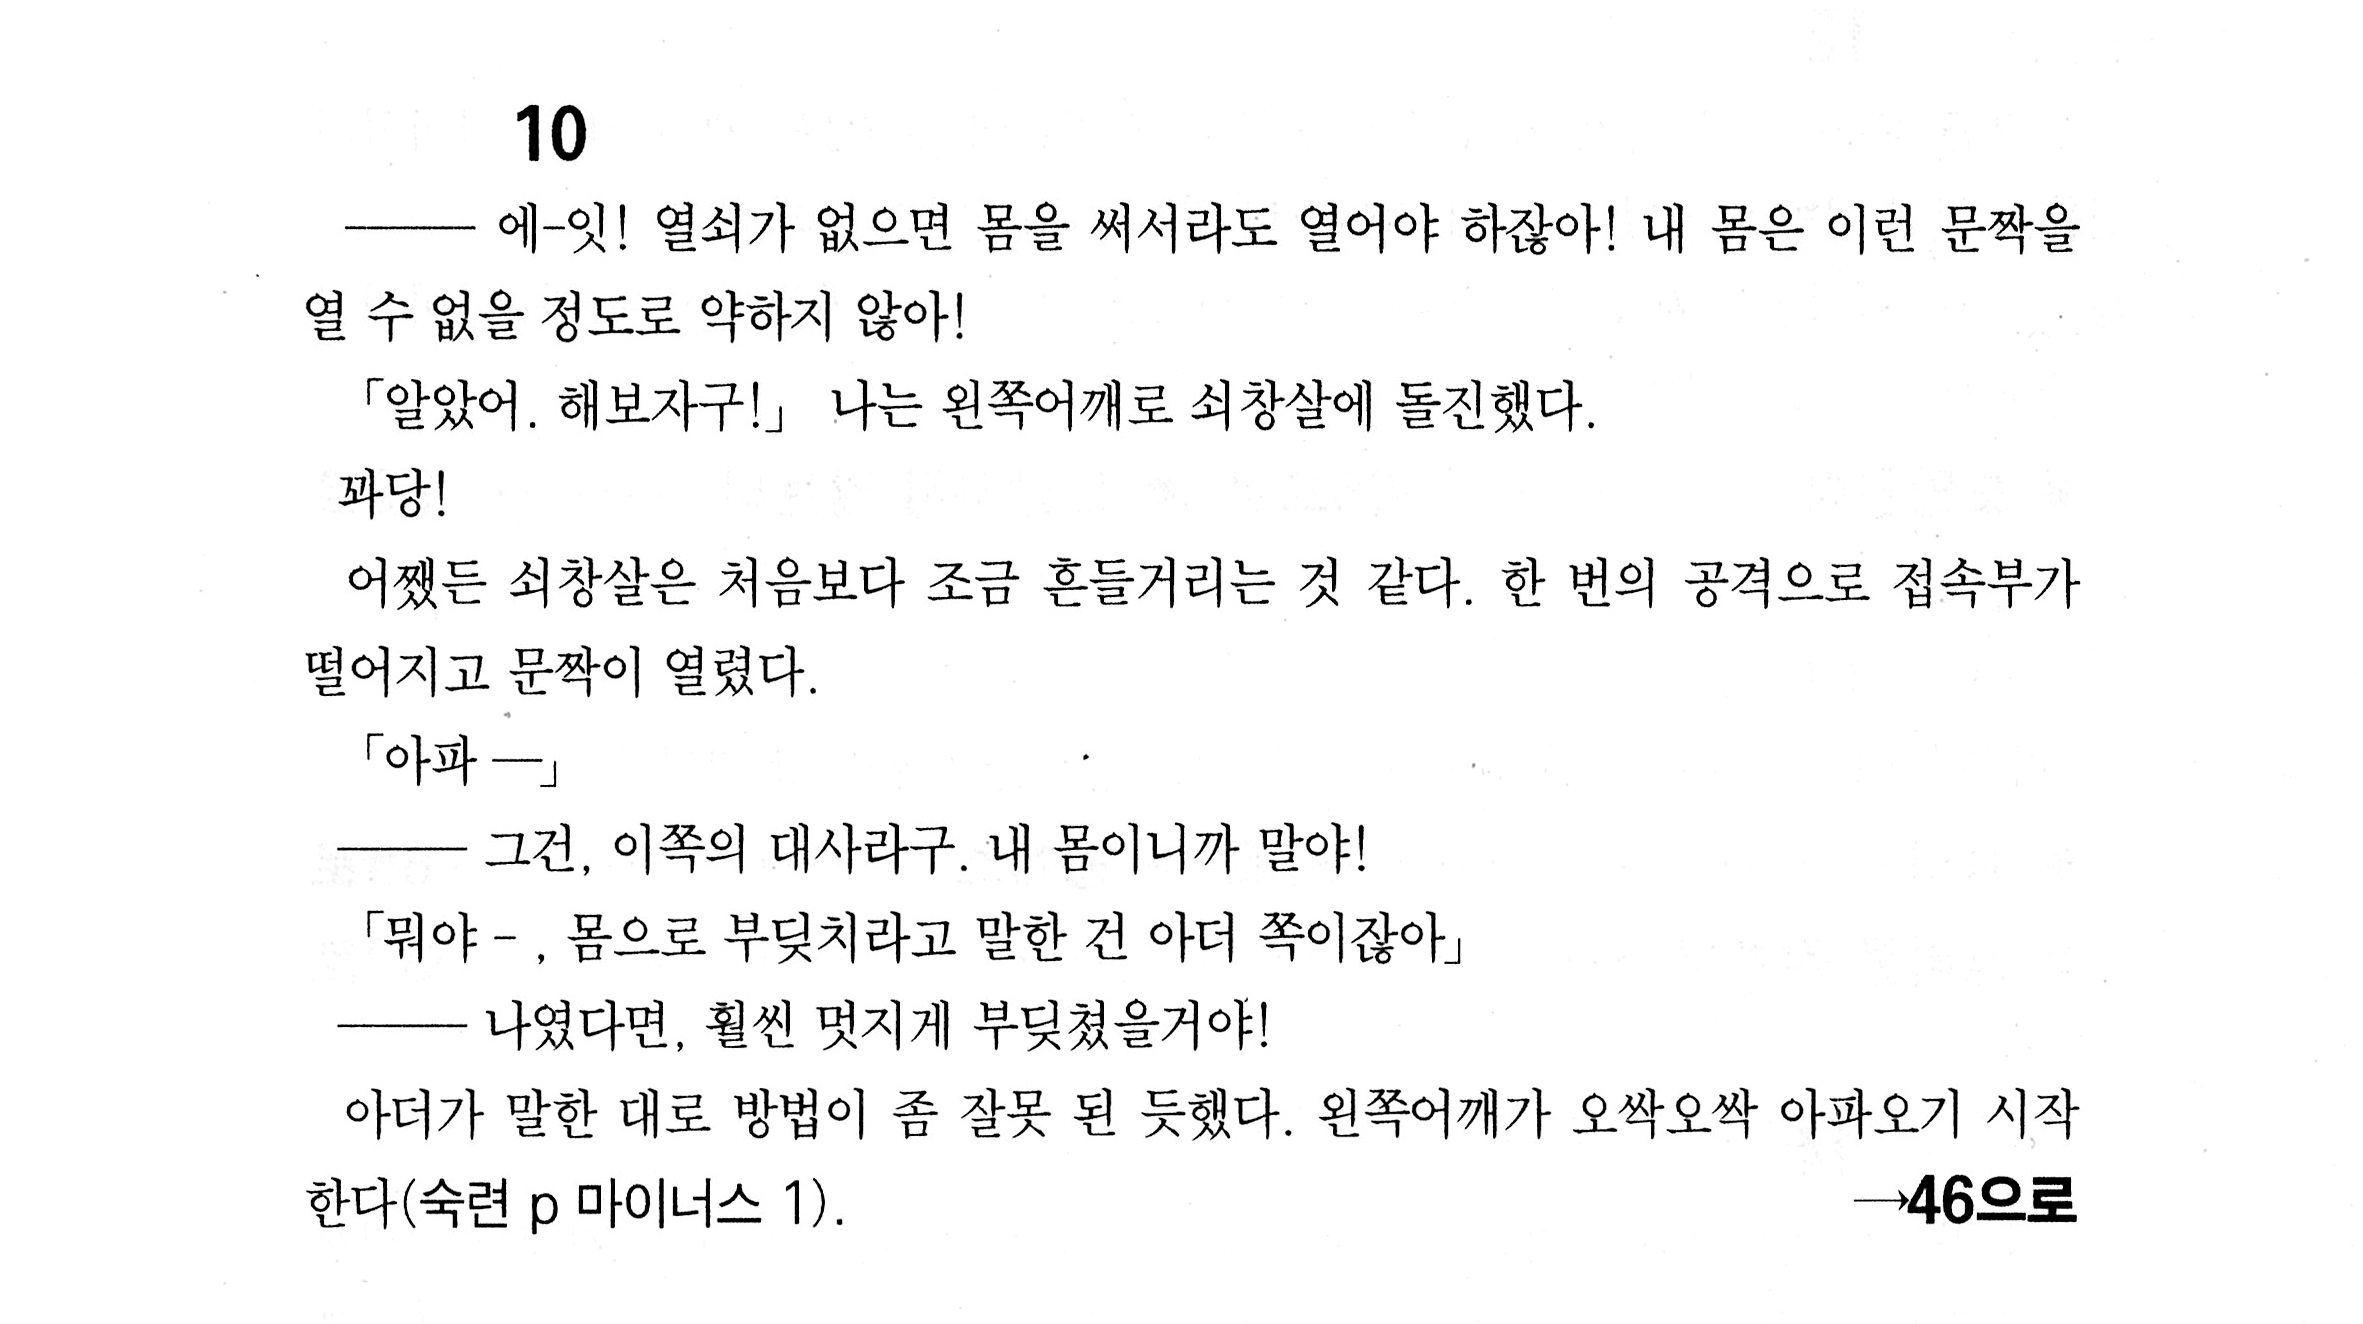 10
─── 에-잇! 열쇠가 없으면 몸을 써서라도 열어야 하잖아! 내 몸은 이런 문짝을
열 수 없을 정도로 약하지 않아!
「알았어. 해보자구!」 나는 왼쪽어깨로 쇠창살에 돌진했다.
꽈당!
어쨌든 쇠창살은 처음보다 조금 흔들거리는 것 같다. 한 번의 공격으로 접속부가
떨어지고 문짝이 열렸다.
「아파 ─」
─── 그건, 이쪽의 대사라구. 내 몸이니까 말야!
「뭐야 - , 몸으로 부딪치라고 말한 건 아더 쪽이잖아」
─── 나였다면, 훨씬 멋지게 부딪쳤을거야!
아더가 말한 대로 방법이 좀 잘못 된 듯했다. 왼쪽어깨가 오싹오싹 아파오기 시작
한다(숙련 p 마이너스 1). →46으로